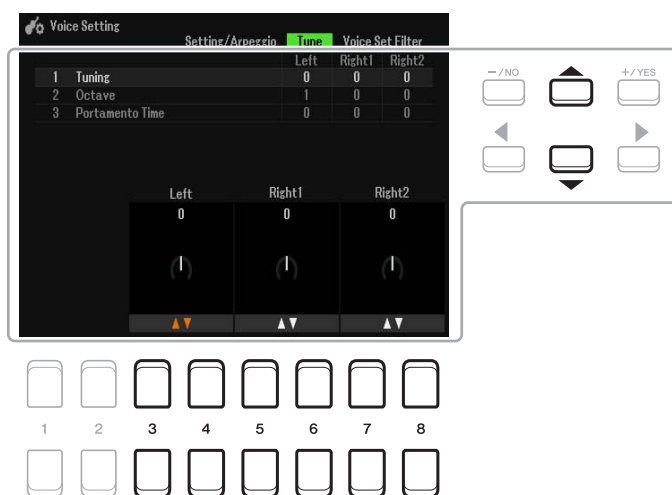 Voice Setting
Setting/Arpeggio Tune Voice Set Filter
Left Right1 Right2
1 Tuning 0 0 0
2 Octave 1 0 0
3 Portamento Time 0 0 0
Left Right1 Right2
0 0 0
-/NO +/YES
1 2 3 4 5 6 7 8